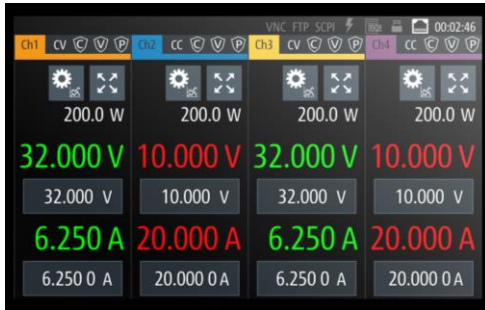 VNC FTP SCPI 00:02:46
Ch1 CV C V P Ch2 CC C V P Ch3 CV C V P Ch4 CC C V P
200.0 W 200.0 W 200.0 W 200.0 W
32.000 V 10.000 V 32.000 V 10.000 V
32.000 V 10.000 V 32.000 V 10.000 V
6.250 A 20.000 A 6.250 A 20.000 A
6.250 0 A 20.000 0 A 6.250 0 A 20.000 0 A